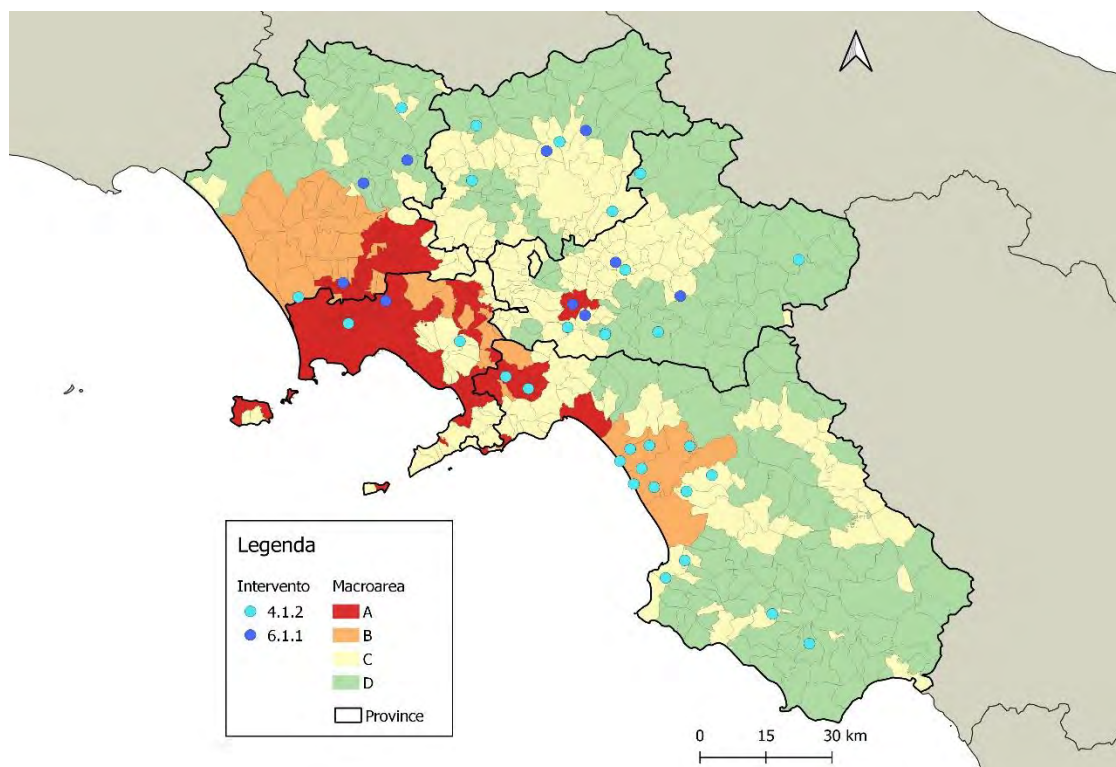 Legenda
Intervento Macroarea
4.1.2 A
6.1.1 B
C
D
Province
0 15 30 km